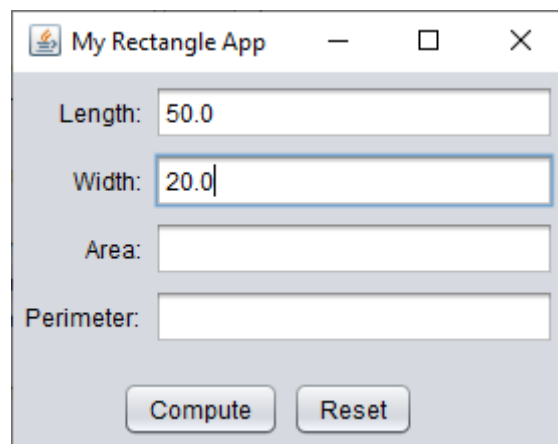 My Rectangle App
Length: 50.0
Width: 20.0
Area:
Perimeter:
Compute Reset